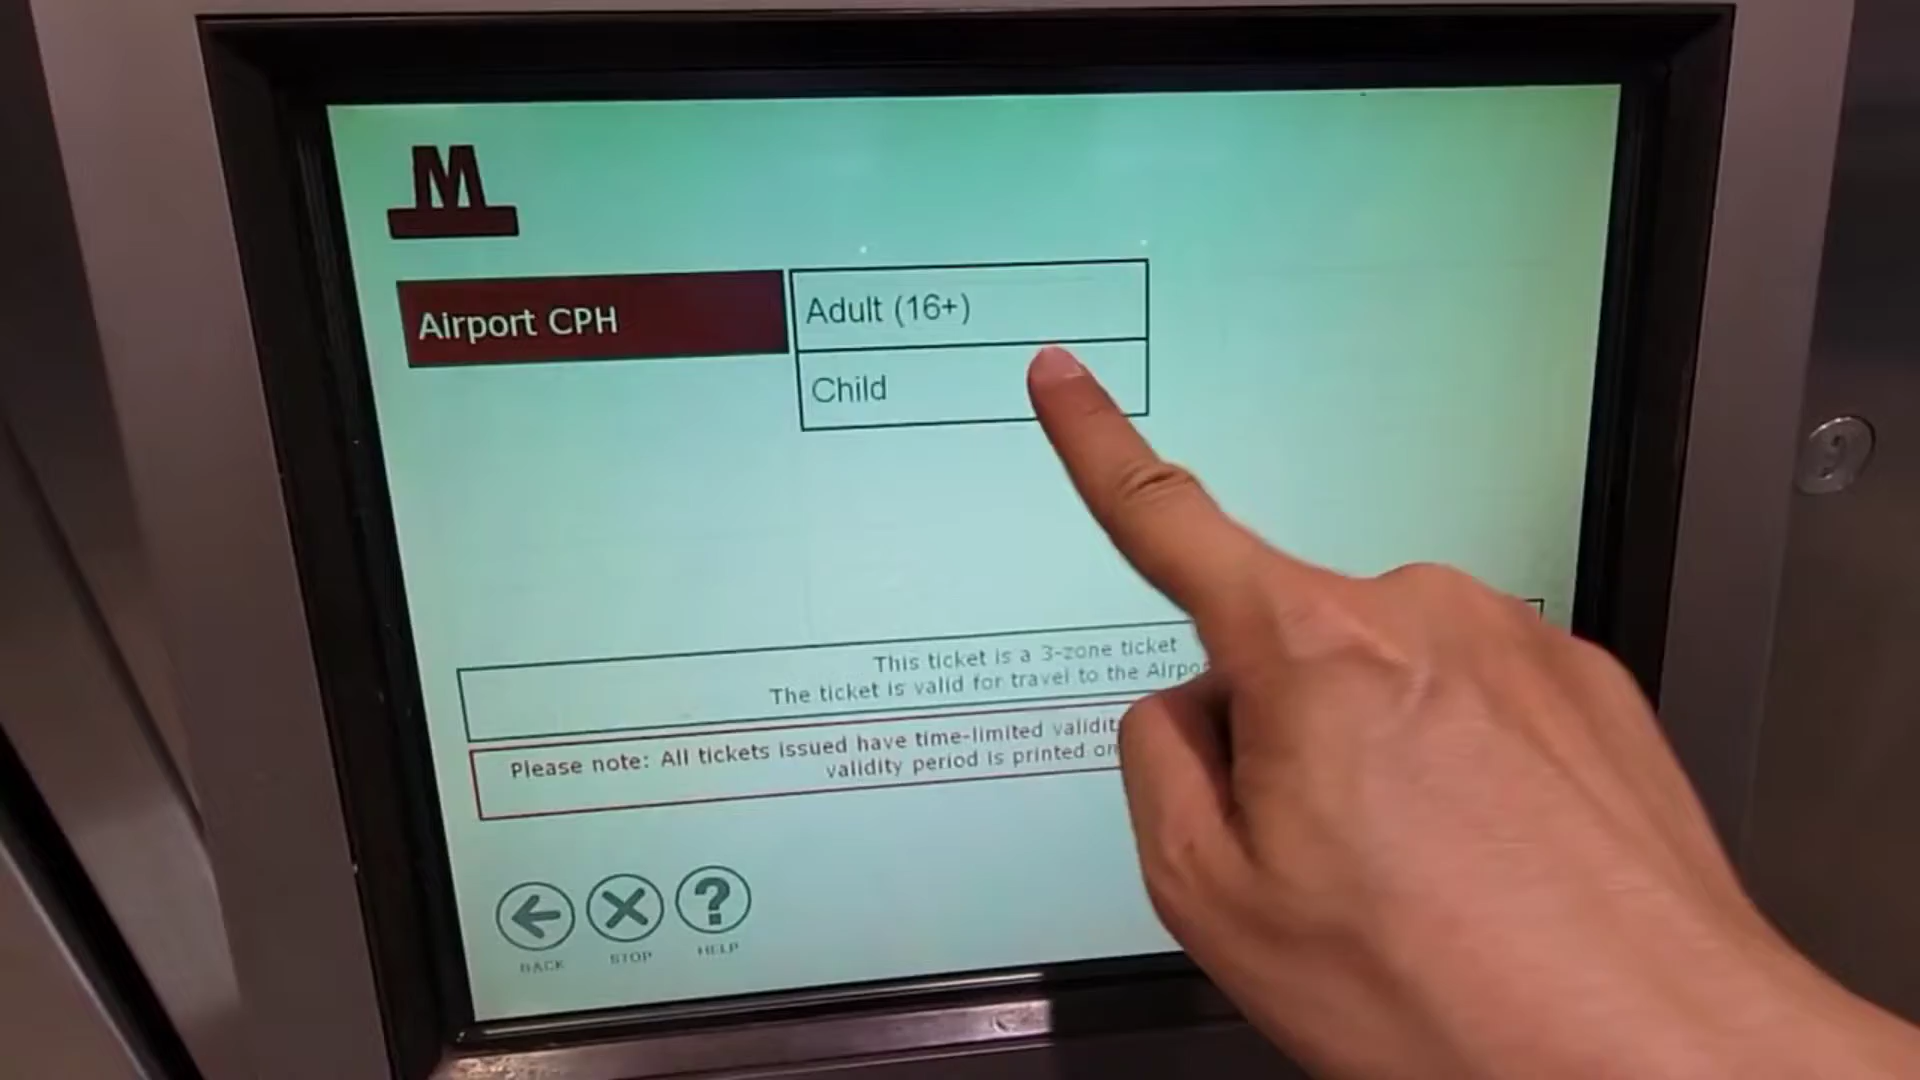 M
Airport CPH
Adult (16+)
Child
This ticket is a 3-zone ticket
The ticket is valid for travel to the
Please note: All tickets issued have time-limited
validity period is printed on
BACK
STOP
HELP